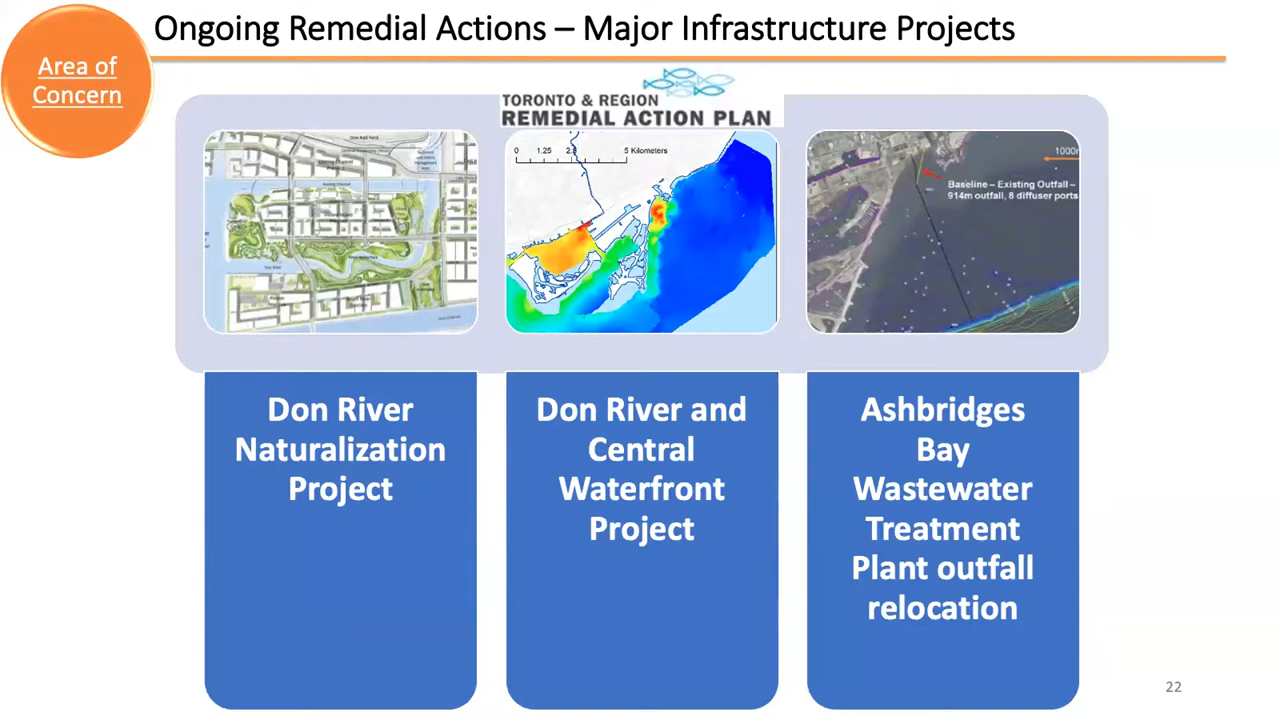 Ongoing Remedial Actions – Major Infrastructure Projects
Area of
Concern
TORONTO & REGION
REMEDIAL ACTION PLAN
0 1.25 2.5 5 Kilometers
1000m
Baseline – Existing Outfall –
914m outfall, 8 diffuser ports
Don River
Naturalization
Project
Don River and
Central
Waterfront
Project
Ashbridges
Bay
Wastewater
Treatment
Plant outfall
relocation
22